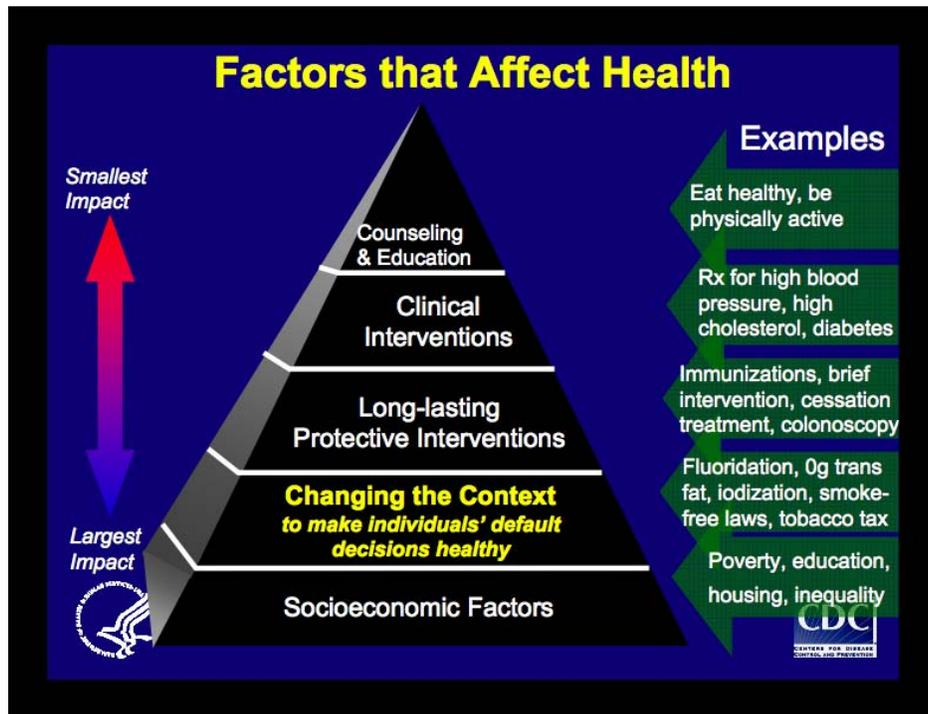 Factors that Affect Health
Examples
Smallest
Impact
Largest
Impact
Counseling
& Education
Clinical
Interventions
Long-lasting
Protective Interventions
Changing the Context
to make individuals' default
decisions healthy
Socioeconomic Factors
Eat healthy, be
physically active
Rx for high blood
pressure, high
cholesterol, diabetes
Immunizations, brief
intervention, cessation
treatment, colonoscopy
Fluoridation, 0g trans
fat, iodization, smoke-
free laws, tobacco tax
Poverty, education,
housing, inequality
CDC
CENTERS FOR DISEASE
CONTROL AND PREVENTION